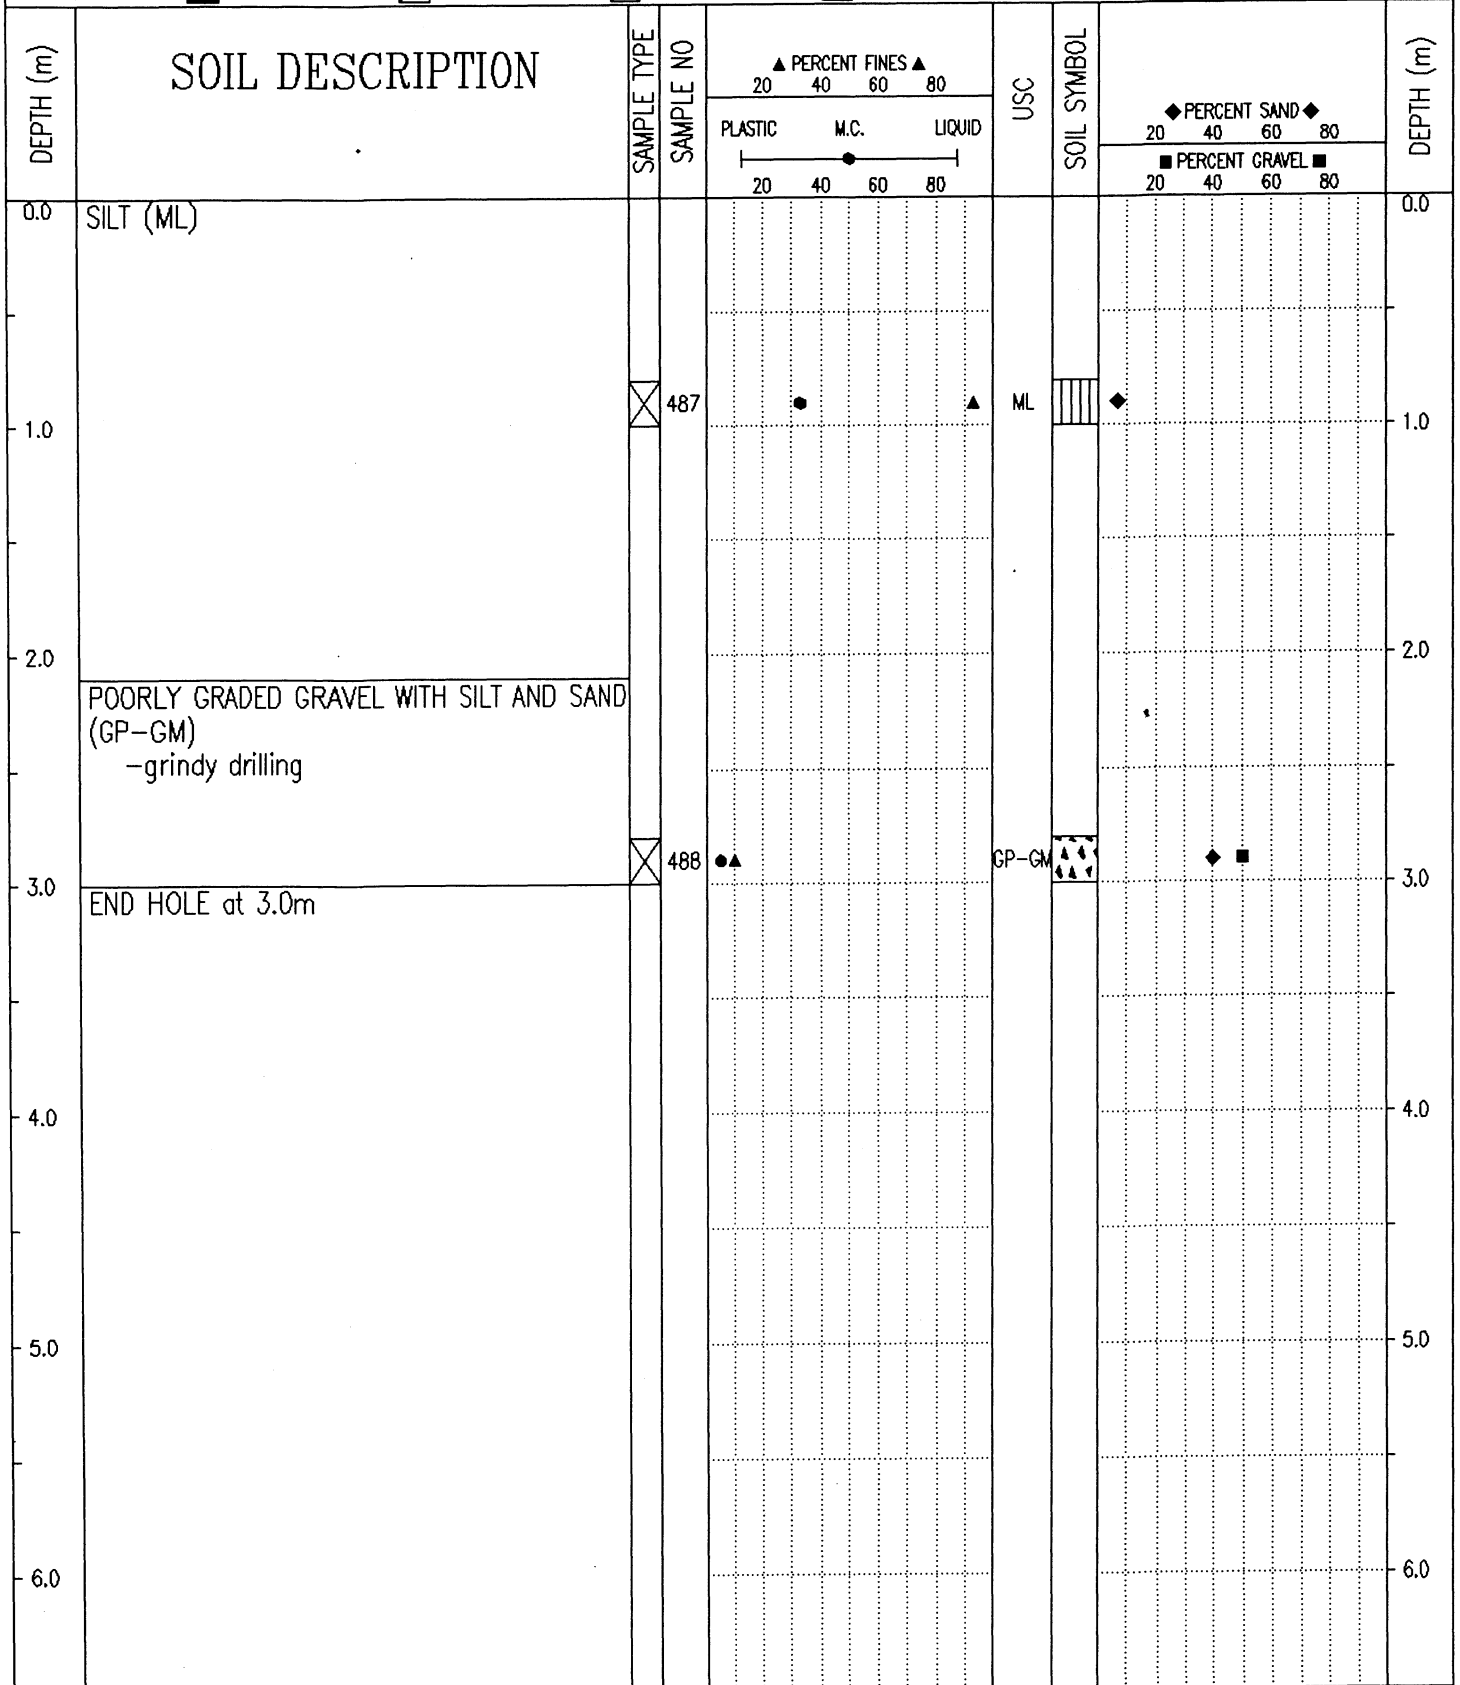 DEPTH (m)
SOIL DESCRIPTION
SAMPLE TYPE
SAMPLE NO
▲ PERCENT FINES ▲
20 40 60 80
PLASTIC M.C. LIQUID
20 40 60 80
USC
SOIL SYMBOL
◆ PERCENT SAND ◆
20 40 60 80
■ PERCENT GRAVEL ■
20 40 60 80
DEPTH (m)
0.0 SILT (ML) 0.0
487 ML
1.0 1.0
2.0 2.0
POORLY GRADED GRAVEL WITH SILT AND SAND
(GP-GM)
-grindy drilling
488 GP-GM
3.0 3.0
END HOLE at 3.0m
4.0 4.0
5.0 5.0
6.0 6.0